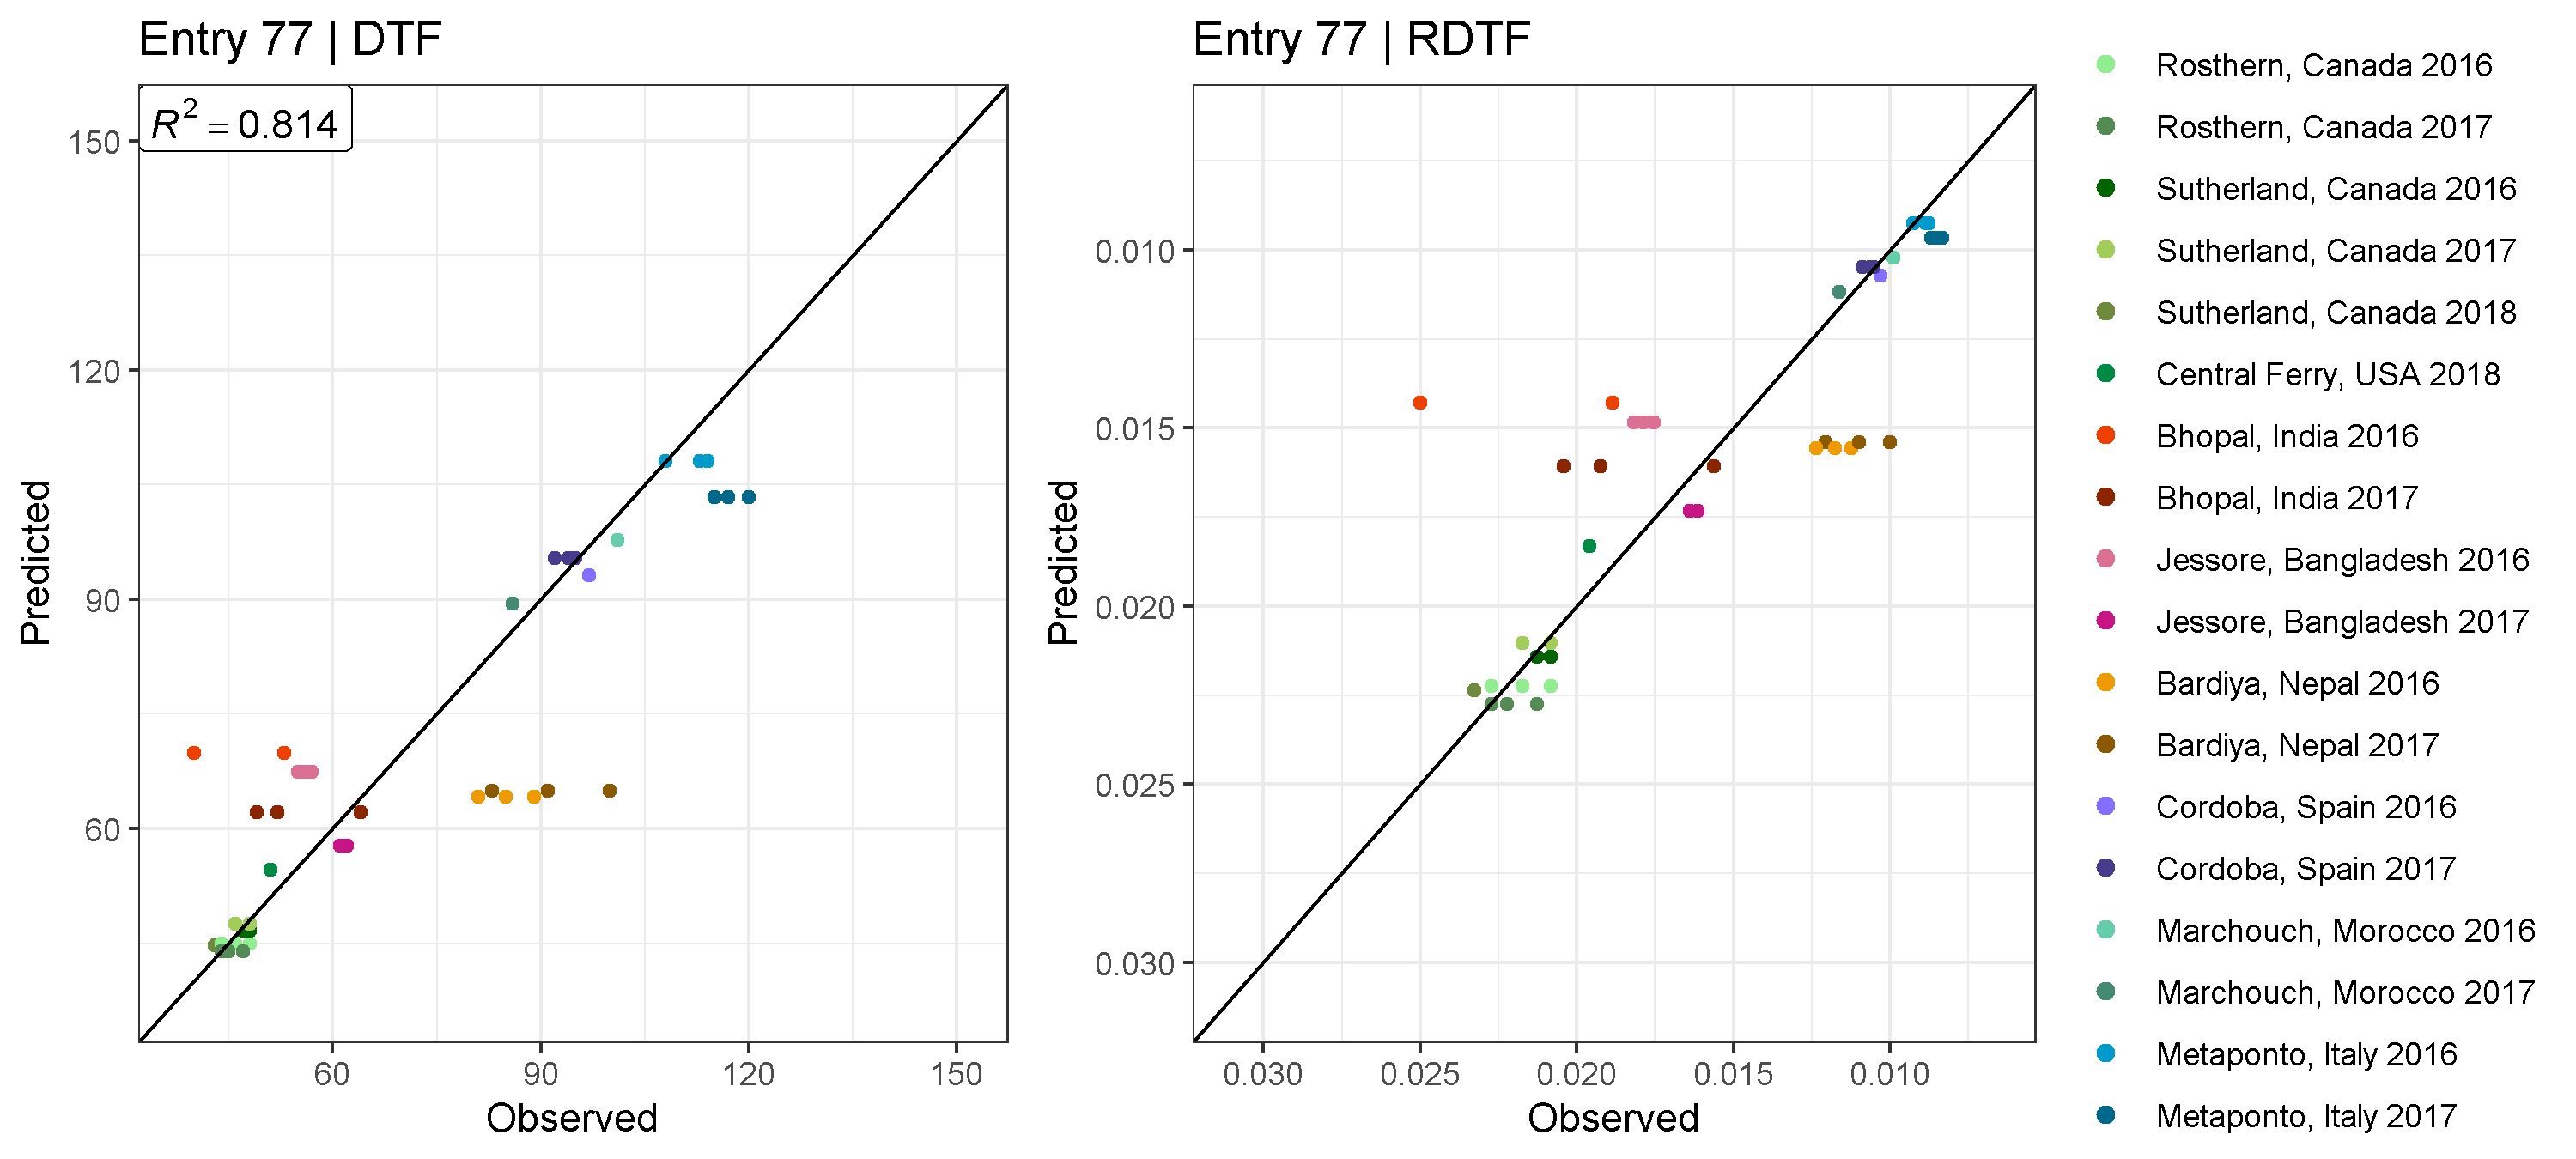 Entry 77 | DTF
R² = 0.814
150
120
90
60
Predicted
60 90 120 150
Observed
Entry 77 | RDTF
0.010
0.015
0.020
0.025
0.030
Predicted
0.030 0.025 0.020 0.015 0.010
Observed
Rosthern, Canada 2016
Rosthern, Canada 2017
Sutherland, Canada 2016
Sutherland, Canada 2017
Sutherland, Canada 2018
Central Ferry, USA 2018
Bhopal, India 2016
Bhopal, India 2017
Jessore, Bangladesh 2016
Jessore, Bangladesh 2017
Bardiya, Nepal 2016
Bardiya, Nepal 2017
Cordoba, Spain 2016
Cordoba, Spain 2017
Marchouch, Morocco 2016
Marchouch, Morocco 2017
Metaponto, Italy 2016
Metaponto, Italy 2017